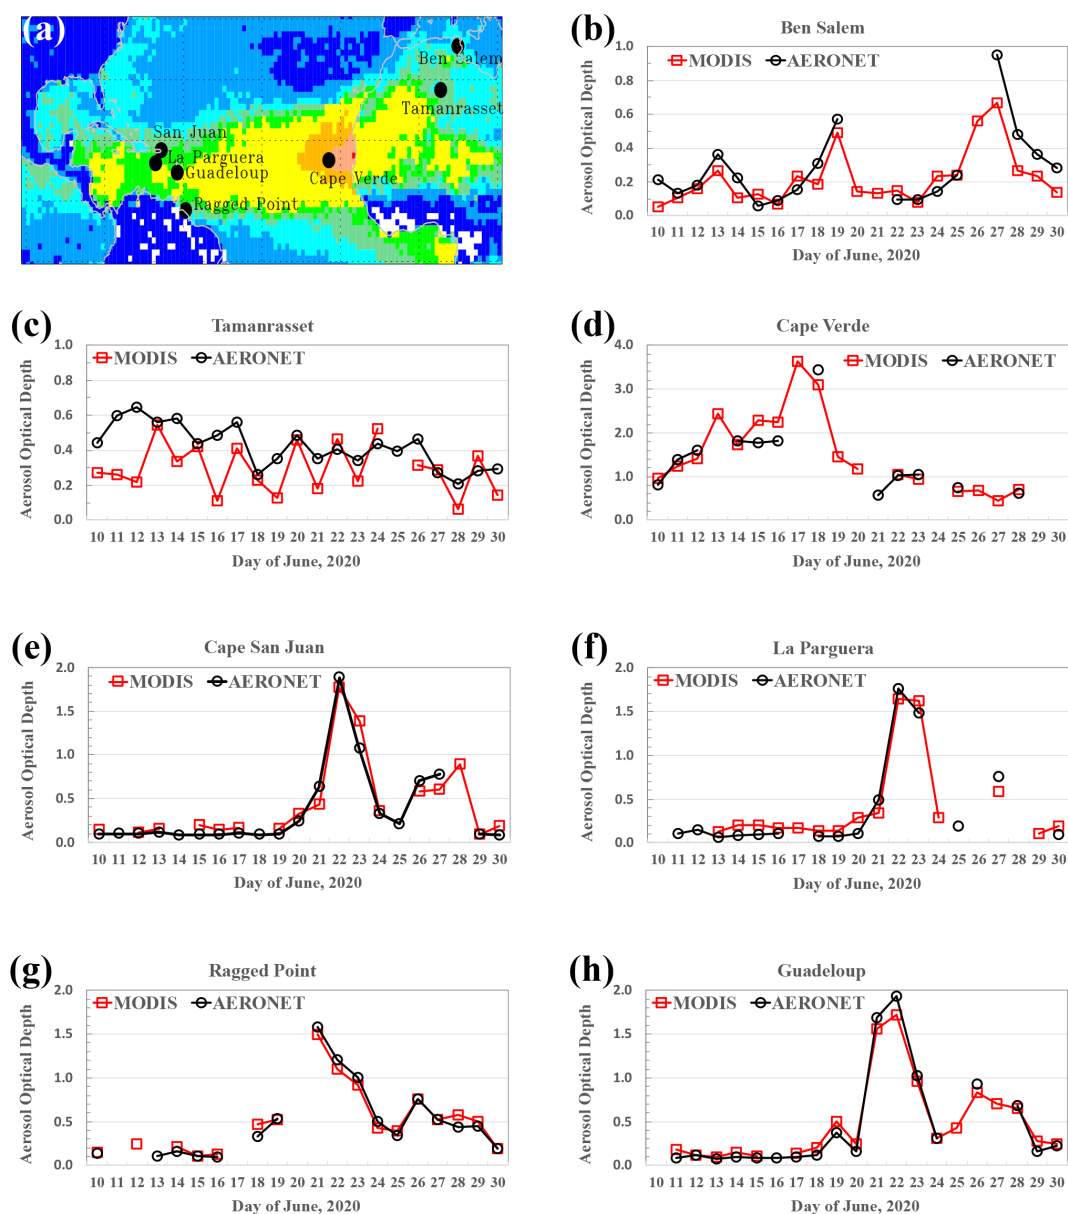 (a)
Ben Salem
Tamanrasset
San Juan
La Parguera
Guadeloup
Cape Verde
Ragged Point
(b)
Ben Salem
MODIS AERONET
Aerosol Optical Depth
1.0
0.8
0.6
0.4
0.2
0.0
10 11 12 13 14 15 16 17 18 19 20 21 22 23 24 25 26 27 28 29 30
Day of June, 2020
(c)
Tamanrasset
MODIS AERONET
Aerosol Optical Depth
1.0
0.8
0.6
0.4
0.2
0.0
10 11 12 13 14 15 16 17 18 19 20 21 22 23 24 25 26 27 28 29 30
Day of June, 2020
(d)
Cape Verde
MODIS AERONET
Aerosol Optical Depth
4.0
3.0
2.0
1.0
0.0
10 11 12 13 14 15 16 17 18 19 20 21 22 23 24 25 26 27 28 29 30
Day of June, 2020
(e)
Cape San Juan
MODIS AERONET
Aerosol Optical Depth
2.0
1.5
1.0
0.5
0.0
10 11 12 13 14 15 16 17 18 19 20 21 22 23 24 25 26 27 28 29 30
Day of June, 2020
(f)
La Parguera
MODIS AERONET
Aerosol Optical Depth
2.0
1.5
1.0
0.5
0.0
10 11 12 13 14 15 16 17 18 19 20 21 22 23 24 25 26 27 28 29 30
Day of June, 2020
(g)
Ragged Point
MODIS AERONET
Aerosol Optical Depth
2.0
1.5
1.0
0.5
0.0
10 11 12 13 14 15 16 17 18 19 20 21 22 23 24 25 26 27 28 29 30
Day of June, 2020
(h)
Guadeloup
MODIS AERONET
Aerosol Optical Depth
2.0
1.5
1.0
0.5
0.0
10 11 12 13 14 15 16 17 18 19 20 21 22 23 24 25 26 27 28 29 30
Day of June, 2020